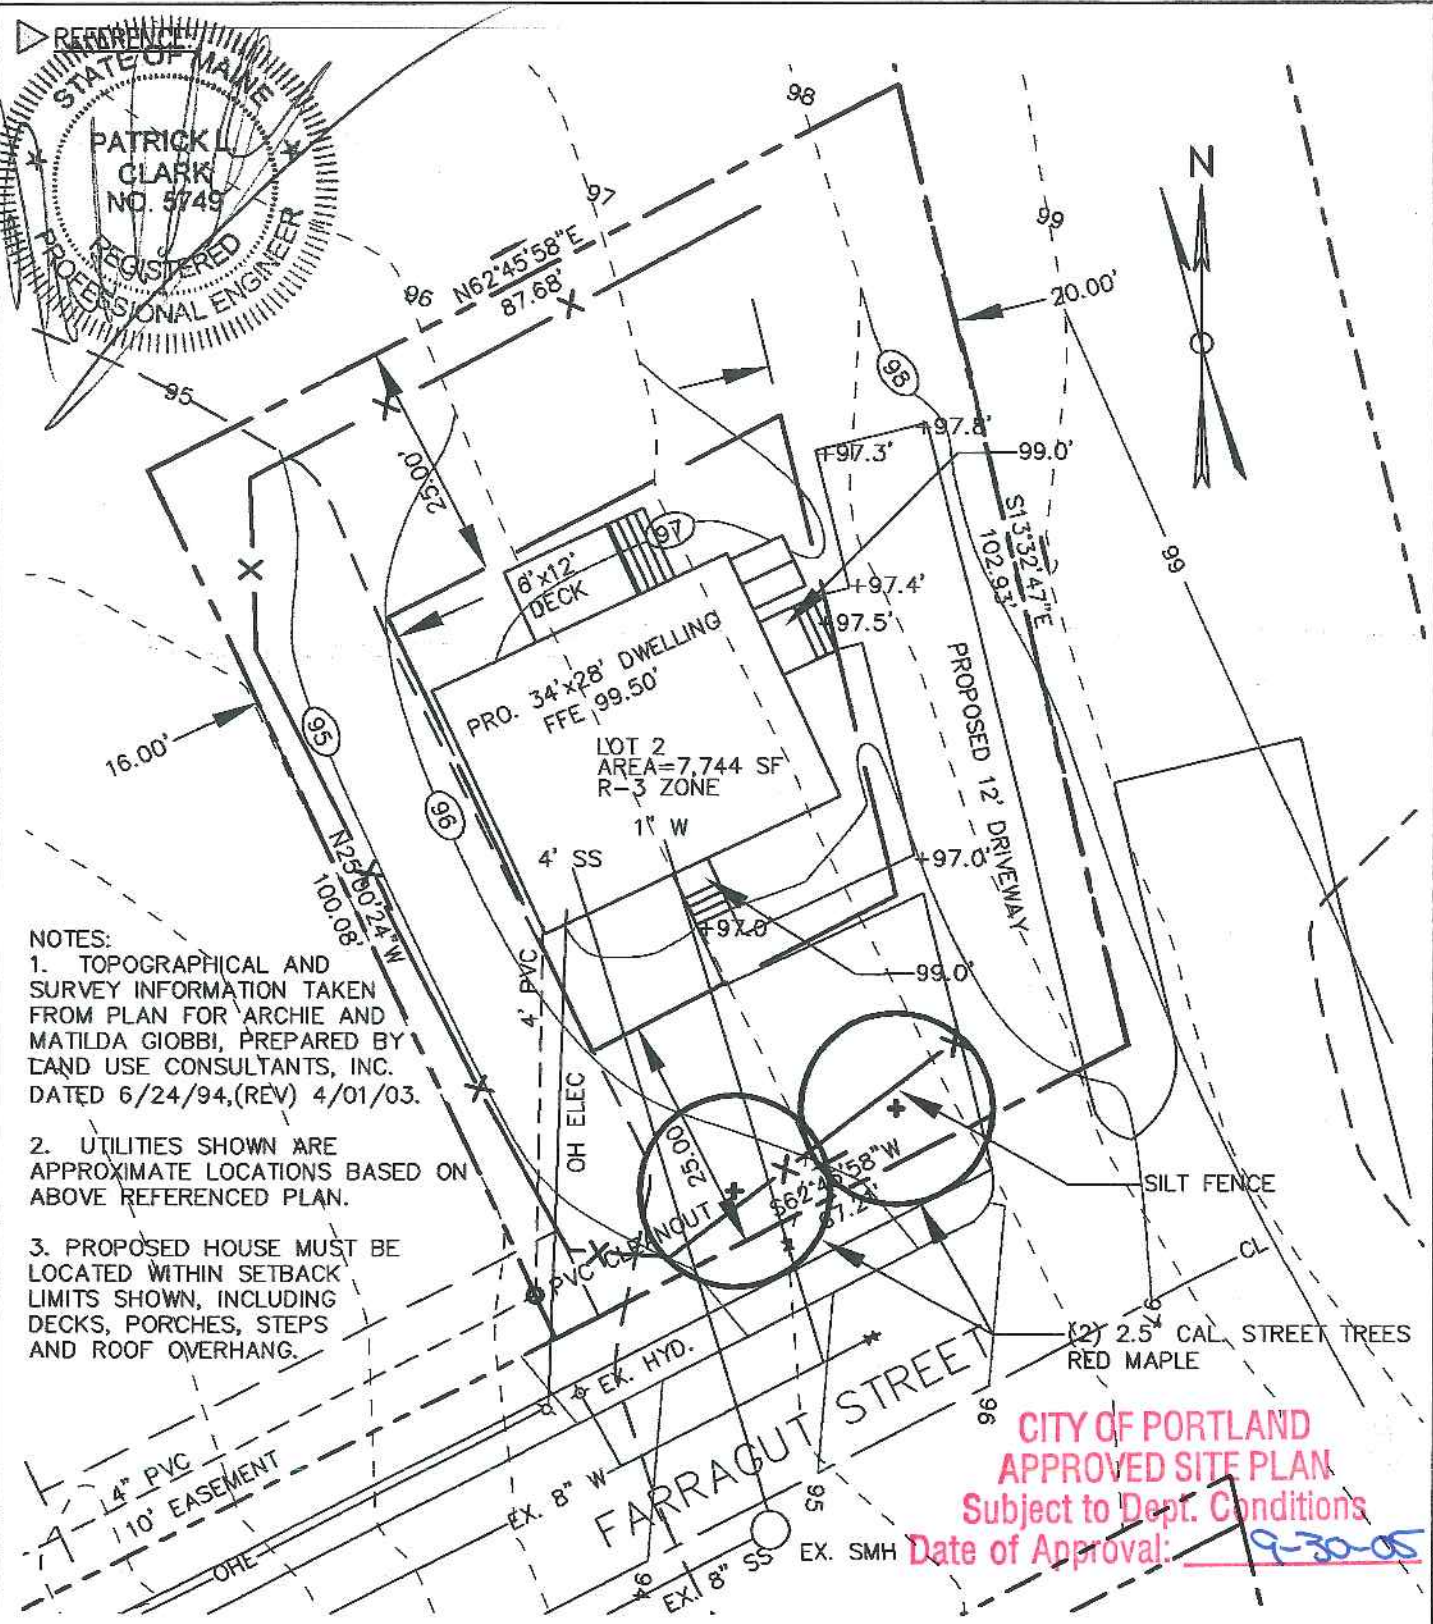 REFERENCE:
STATE OF MAINE
PATRICK L.
CLARK
NO. 5749
REGISTERED
PROFESSIONAL ENGINEER
98
97
96
95
99
N
N62°45'58"E
87.68'
20.00'
98
25.00'
+97.8'
+97.3'
99.0'
S13°32'47"E
102.93'
99
97
6'x12'
DECK
+97.4'
+97.5'
PRO. 34'x28' DWELLING
FFE 99.50'
LOT 2
AREA=7,744 SF
R-3 ZONE
1" W
4' SS
PROPOSED 12' DRIVEWAY
16.00'
95
96
N25°00'24"W
100.08'
+97.0'
+97.0
99.0'
4' PVC
OH ELEC
NOTES:
1. TOPOGRAPHICAL AND
SURVEY INFORMATION TAKEN
FROM PLAN FOR ARCHIE AND
MATILDA GIOBBI, PREPARED BY
LAND USE CONSULTANTS, INC.
DATED 6/24/94,(REV) 4/01/03.
2. UTILITIES SHOWN ARE
APPROXIMATE LOCATIONS BASED ON
ABOVE REFERENCED PLAN.
3. PROPOSED HOUSE MUST BE
LOCATED WITHIN SETBACK
LIMITS SHOWN, INCLUDING
DECKS, PORCHES, STEPS
AND ROOF OVERHANG.
25.00
S62°45'58"W
SILT FENCE
PVC CLEANOUT
CL
97
(2) 2.5" CAL. STREET TREES
RED MAPLE
EX. HYD.
FARRAGUT STREET
96
95
94
4" PVC
10' EASEMENT
OHE
EX. 8" W
EX. 8" SS
EX. SMH
CITY OF PORTLAND
APPROVED SITE PLAN
Subject to Dept. Conditions
Date of Approval: 9-30-05